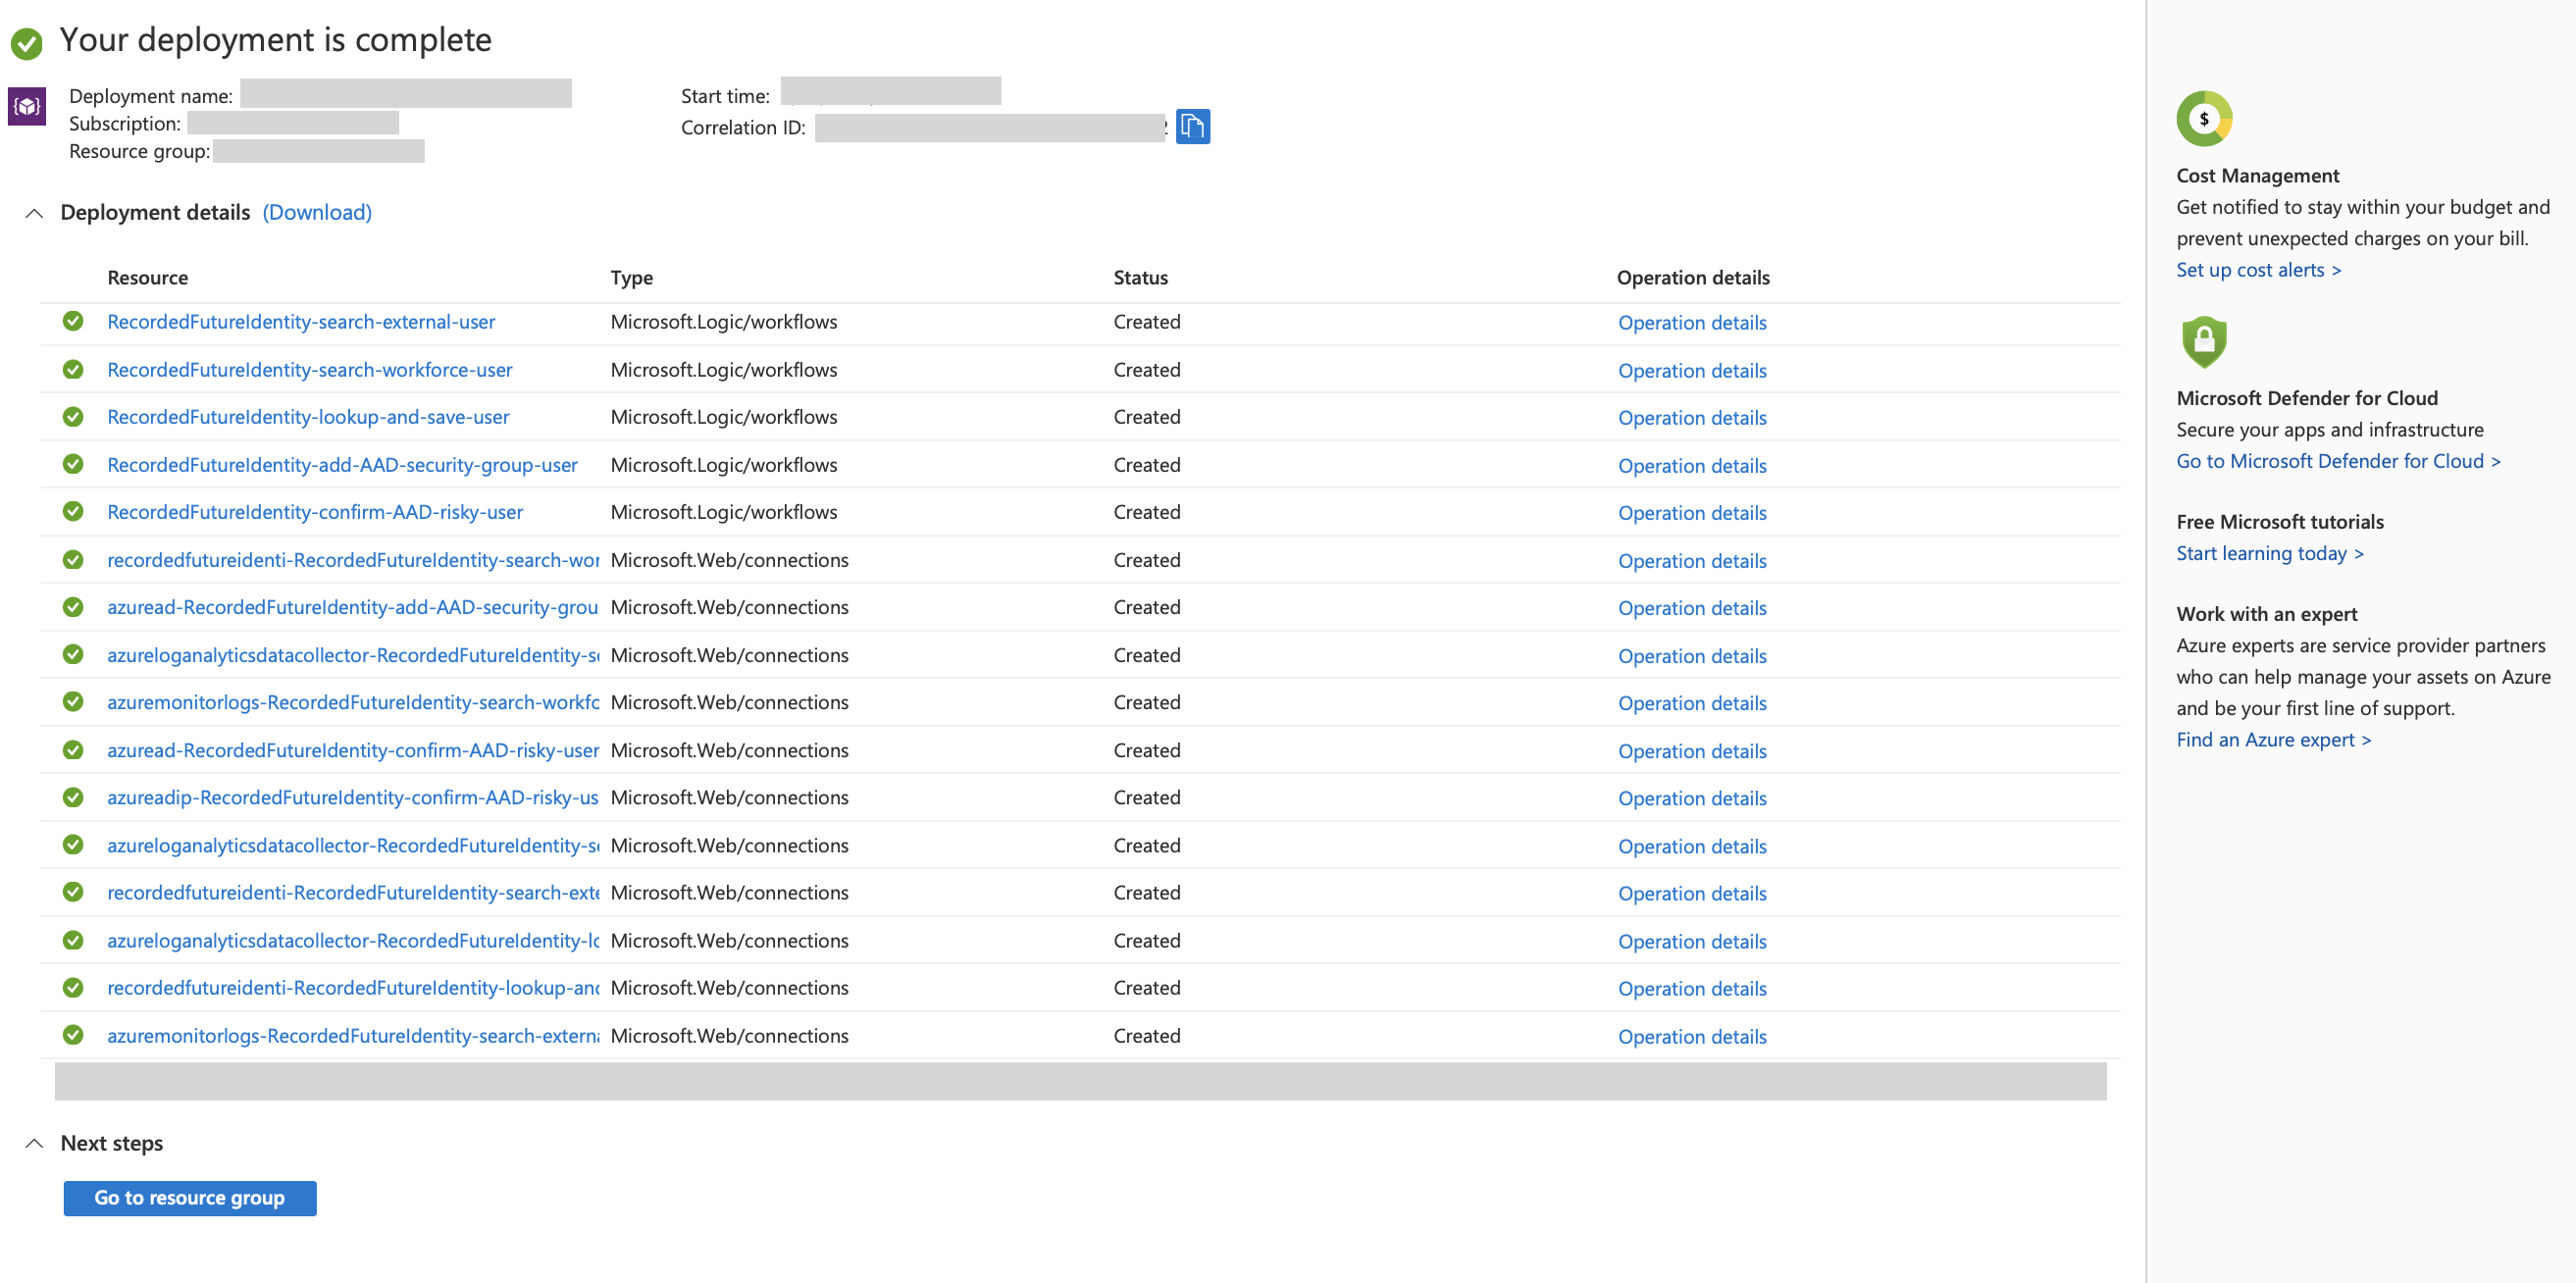 Your deployment is complete
Deployment name:
Subscription:
Resource group:
Start time:
Correlation ID:
Deployment details (Download)
Resource Type Status Operation details
RecordedFutureIdentity-search-external-user Microsoft.Logic/workflows Created Operation details
RecordedFutureIdentity-search-workforce-user Microsoft.Logic/workflows Created Operation details
RecordedFutureIdentity-lookup-and-save-user Microsoft.Logic/workflows Created Operation details
RecordedFutureIdentity-add-AAD-security-group-user Microsoft.Logic/workflows Created Operation details
RecordedFutureIdentity-confirm-AAD-risky-user Microsoft.Logic/workflows Created Operation details
recordedfutureidenti-RecordedFutureIdentity-search-wor Microsoft.Web/connections Created Operation details
azuread-RecordedFutureIdentity-add-AAD-security-grou Microsoft.Web/connections Created Operation details
azureloganalyticsdatacollector-RecordedFutureIdentity-se Microsoft.Web/connections Created Operation details
azuremonitorlogs-RecordedFutureIdentity-search-workfo Microsoft.Web/connections Created Operation details
azuread-RecordedFutureIdentity-confirm-AAD-risky-user Microsoft.Web/connections Created Operation details
azureadip-RecordedFutureIdentity-confirm-AAD-risky-us Microsoft.Web/connections Created Operation details
azureloganalyticsdatacollector-RecordedFutureIdentity-se Microsoft.Web/connections Created Operation details
recordedfutureidenti-RecordedFutureIdentity-search-exte Microsoft.Web/connections Created Operation details
azureloganalyticsdatacollector-RecordedFutureIdentity-lo Microsoft.Web/connections Created Operation details
recordedfutureidenti-RecordedFutureIdentity-lookup-and Microsoft.Web/connections Created Operation details
azuremonitorlogs-RecordedFutureIdentity-search-externa Microsoft.Web/connections Created Operation details
Next steps
Go to resource group
$
Cost Management
Get notified to stay within your budget and
prevent unexpected charges on your bill.
Set up cost alerts >
Microsoft Defender for Cloud
Secure your apps and infrastructure
Go to Microsoft Defender for Cloud >
Free Microsoft tutorials
Start learning today >
Work with an expert
Azure experts are service provider partners
who can help manage your assets on Azure
and be your first line of support.
Find an Azure expert >